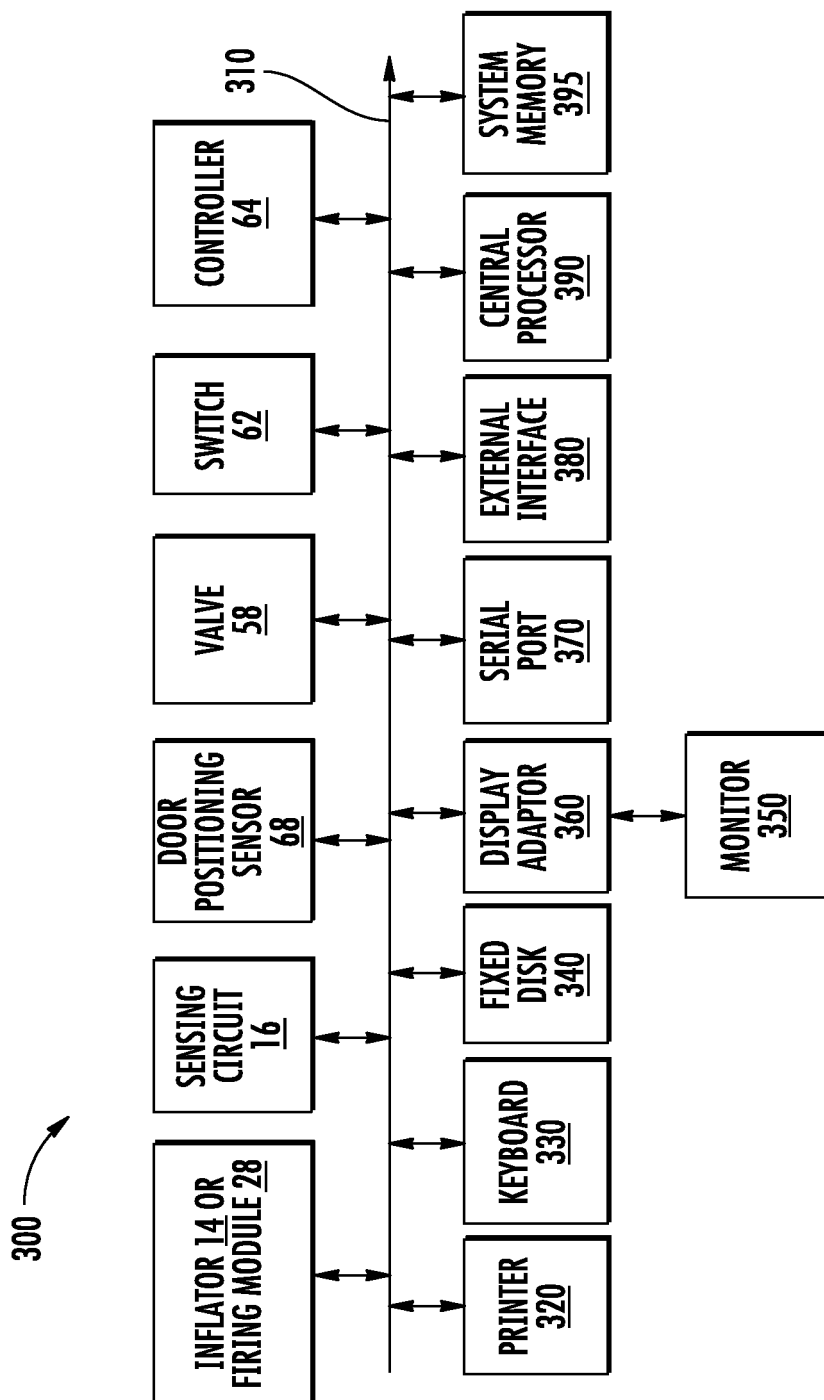 300
INFLATOR 14 OR
FIRING MODULE 28
SENSING
CIRCUIT
16
DOOR
POSITIONING
SENSOR
68
VALVE
58
SWITCH
62
CONTROLLER
64
310
PRINTER
320
KEYBOARD
330
FIXED
DISK
340
DISPLAY
ADAPTOR
360
SERIAL
PORT
370
EXTERNAL
INTERFACE
380
CENTRAL
PROCESSOR
390
SYSTEM
MEMORY
395
MONITOR
350